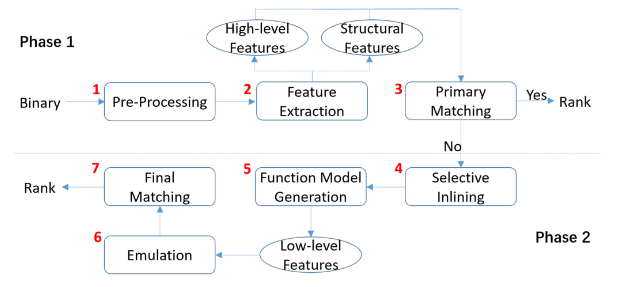 Phase 1
High-level
Features
Structural
Features
Binary
1
Pre-Processing
2
Feature
Extraction
3
Primary
Matching
Yes
Rank
No
Rank
7
Final
Matching
5
Function Model
Generation
4
Selective
Inlining
6
Emulation
Low-level
Features
Phase 2